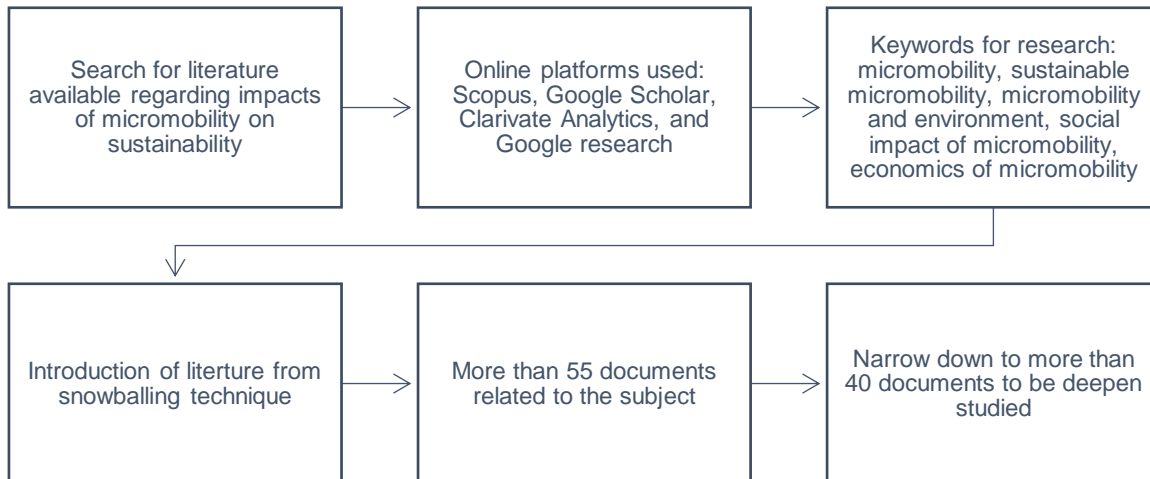 Search for literature
available regarding impacts
of micromobility on
sustainability
Online platforms used:
Scopus, Google Scholar,
Clarivate Analytics, and
Google research
Keywords for research:
micromobility, sustainable
micromobility, micromobility
and environment, social
impact of micromobility,
economics of micromobility
Introduction of literture from
snowballing technique
More than 55 documents
related to the subject
Narrow down to more than
40 documents to be deepen
studied